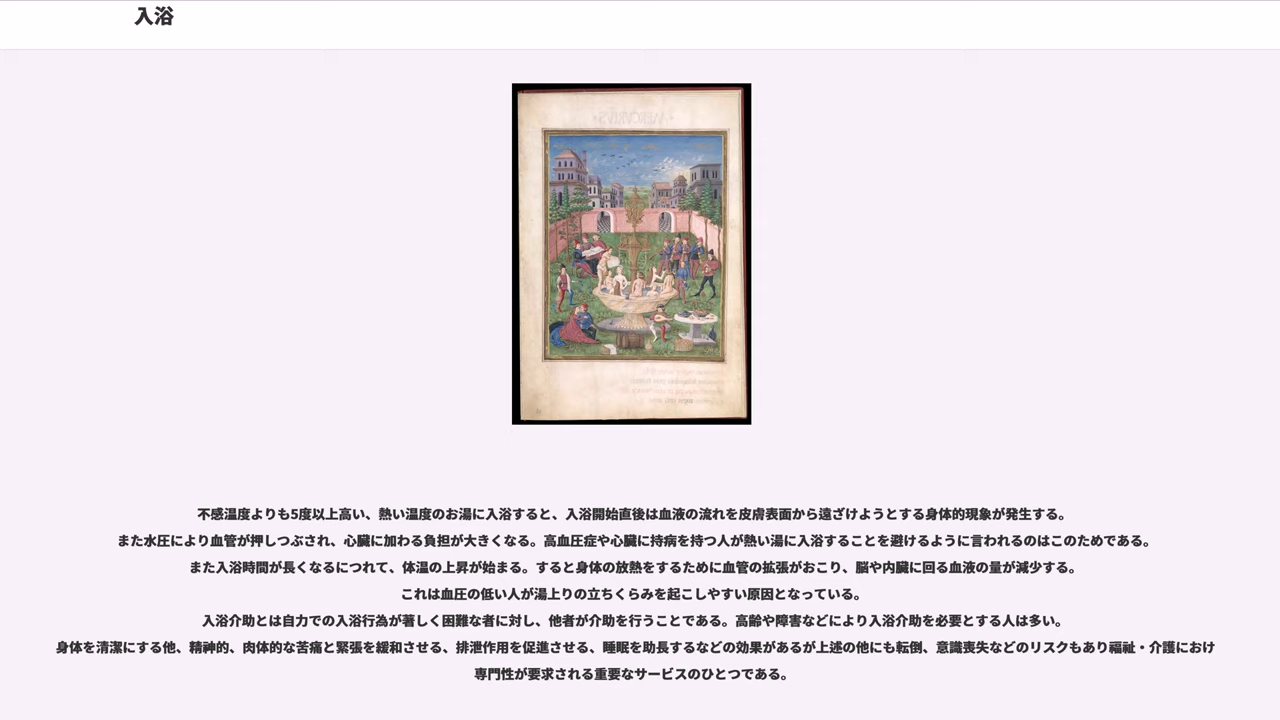 入浴
不感温度よりも5度以上高い、熱い温度のお湯に入浴すると、入浴開始直後は血液の流れを皮膚表面から遠ざけようとする身体的現象が発生する。
また水圧により血管が押しつぶされ、心臓に加わる負担が大きくなる。高血圧症や心臓に持病を持つ人が熱い湯に入浴することを避けるように言われるのはこのためである。
また入浴時間が長くなるにつれて、体温の上昇が始まる。すると身体の放熱をするために血管の拡張がおこり、脳や内臓に回る血液の量が減少する。
これは血圧の低い人が湯上りの立ちくらみを起こしやすい原因となっている。
入浴介助とは自力での入浴行為が著しく困難な者に対し、他者が介助を行うことである。高齢や障害などにより入浴介助を必要とする人は多い。
身体を清潔にする他、精神的、肉体的な苦痛と緊張を緩和させる、排泄作用を促進させる、睡眠を助長するなどの効果があるが上述の他にも転倒、意識喪失などのリスクもあり福祉・介護におけ
専門性が要求される重要なサービスのひとつである。